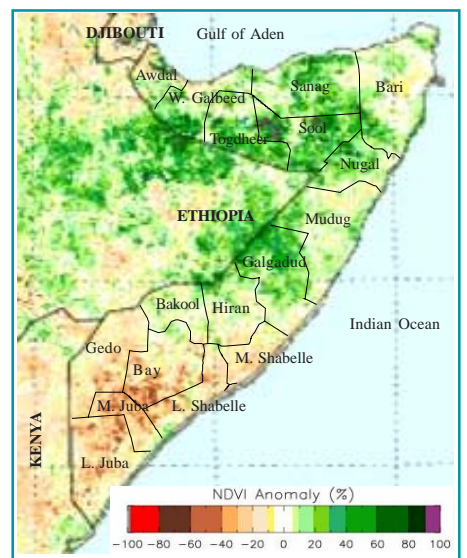 DJIBOUTI
Gulf of Aden
Awdal
Sanag
Bari
W. Galbeed
Togdheer
Sool
Nugal
ETHIOPIA
Mudug
Galgadud
Bakool
Hiran
Indian Ocean
Gedo
M. Shabelle
Bay
M. Juba
L. Shabelle
KENYA
L. Juba
NDVI Anomaly (%)
-100 -80 -60 -40 -20 0 20 40 60 80 100